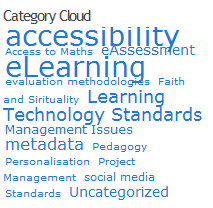 Category Cloud
accessibility
Access to Maths eAssessment
eLearning
evaluation methodologies Faith
and Sirituality Learning
Technology Standards
Management Issues
metadata Pedagogy
Personalisation Project
Management social media
Standards Uncategorized